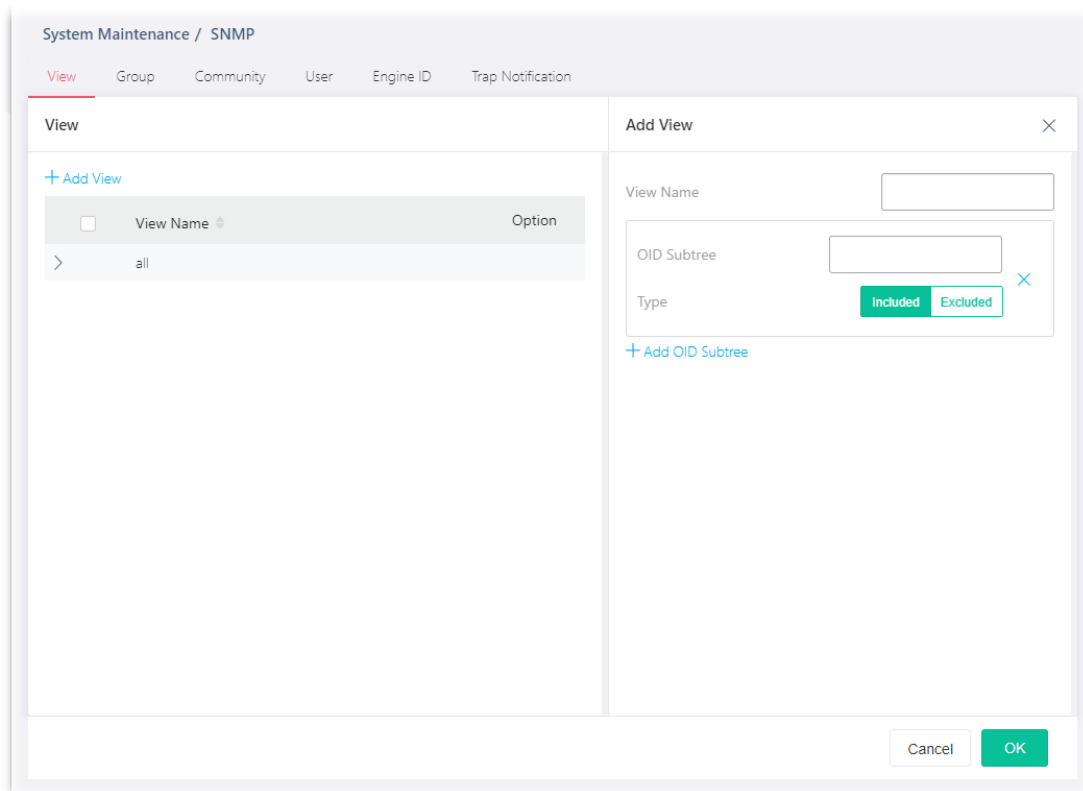 System Maintenance / SNMP
View Group Community User Engine ID Trap Notification
View
Add View
+ Add View
View Name Option
all
View Name
OID Subtree
Type Included Excluded
+ Add OID Subtree
Cancel OK